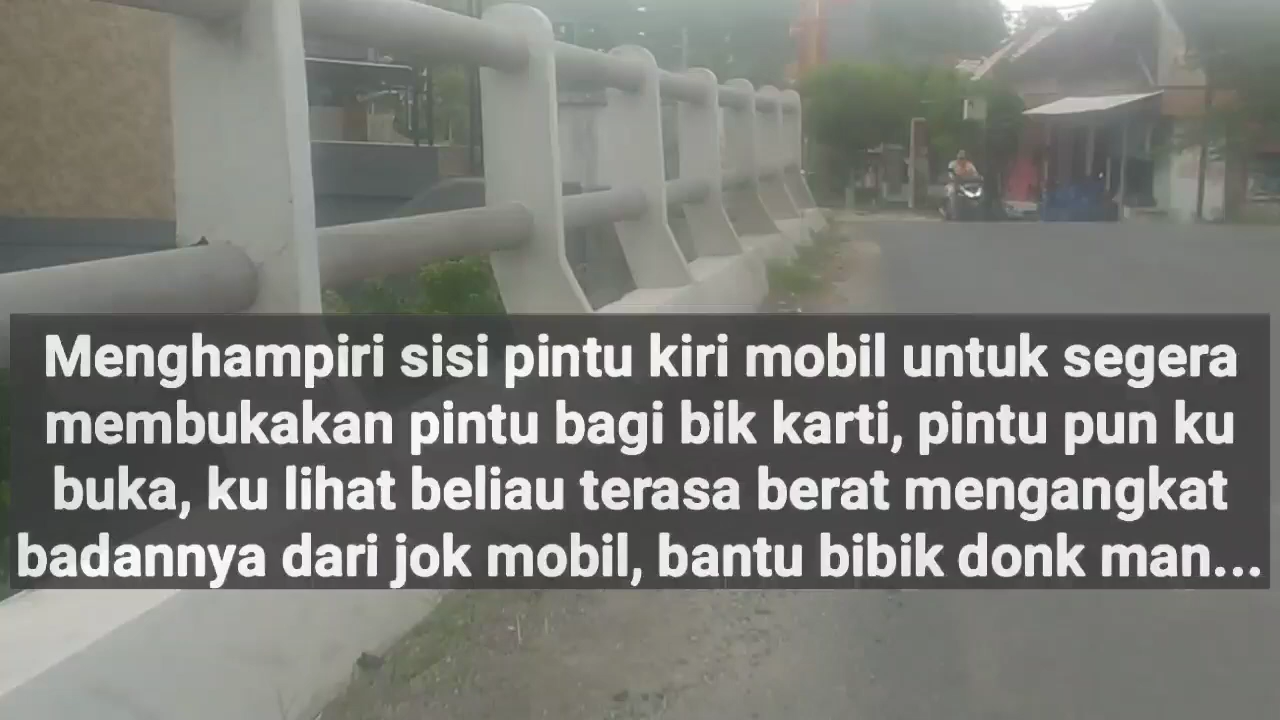 Menghampiri sisi pintu kiri mobil untuk segera
membukakan pintu bagi bik karti, pintu pun ku
buka, ku lihat beliau terasa berat mengangkat
badannya dari jok mobil, bantu bibik donk man...